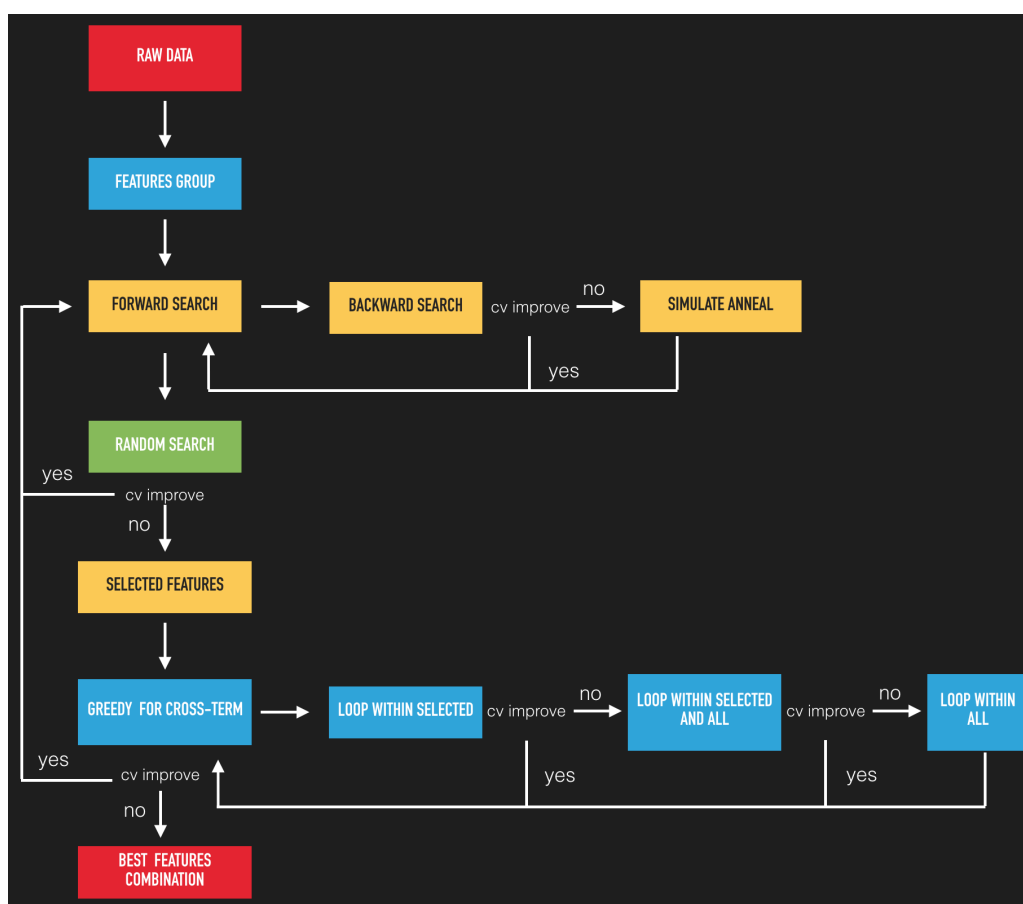 RAW DATA
FEATURES GROUP
FORWARD SEARCH
BACKWARD SEARCH
cv improve
no
SIMULATE ANNEAL
yes
RANDOM SEARCH
yes
cv improve
no
SELECTED FEATURES
GREEDY FOR CROSS-TERM
LOOP WITHIN SELECTED
cv improve
no
LOOP WITHIN SELECTED
AND ALL
cv improve
no
LOOP WITHIN
ALL
yes
yes
yes
cv improve
no
BEST FEATURES
COMBINATION